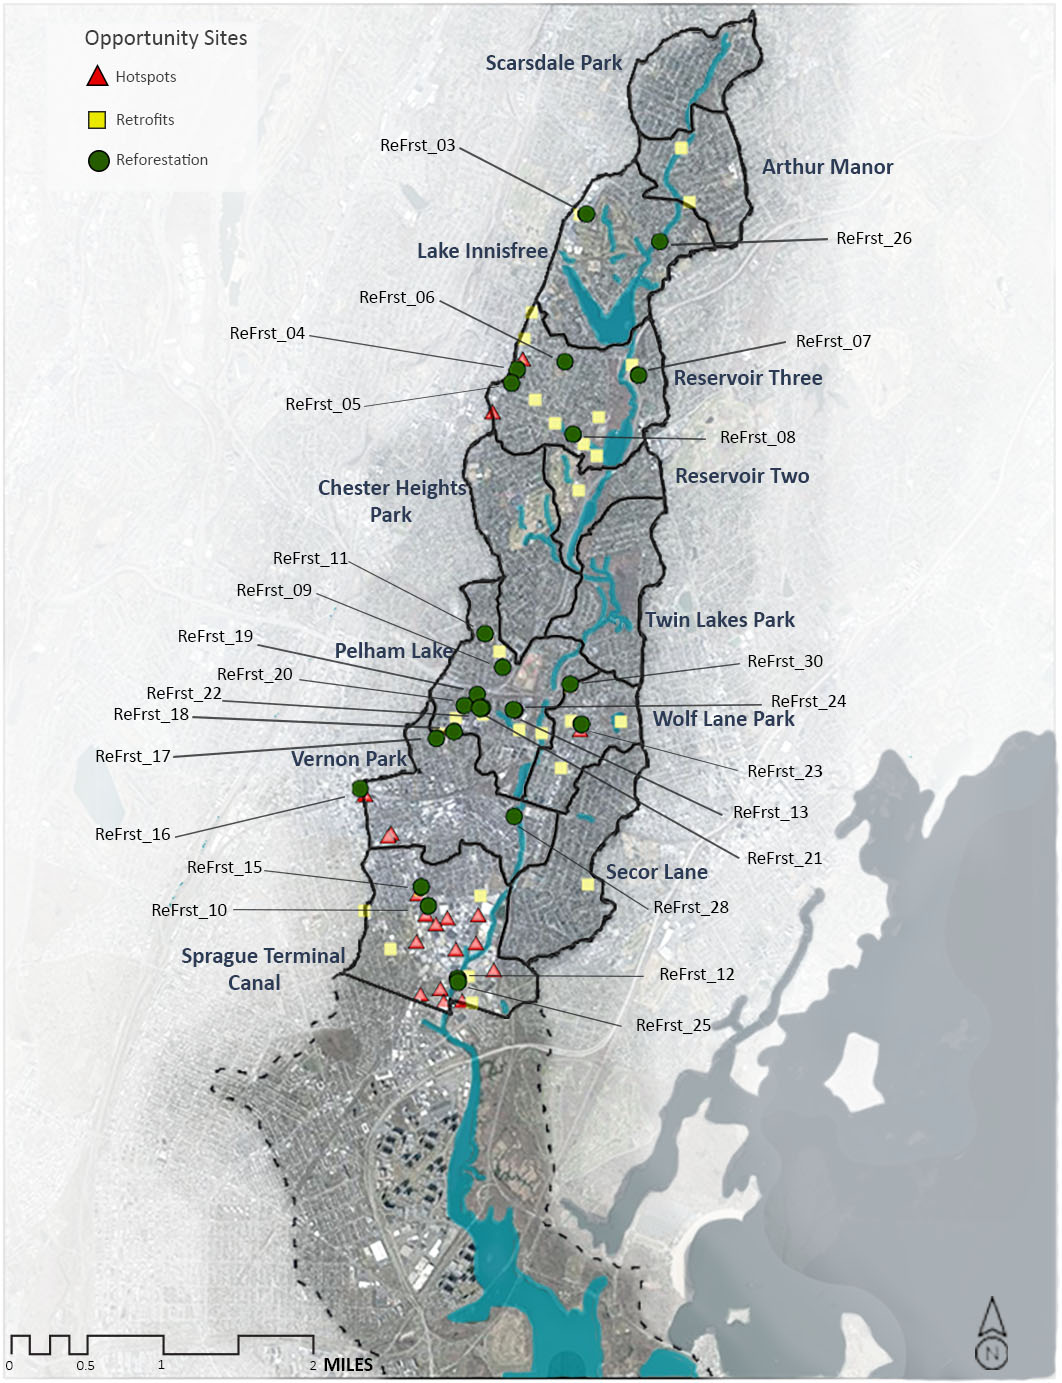 Opportunity Sites
Hotspots
Retrofits
Reforestation
Scarsdale Park
ReFrst_03
Arthur Manor
ReFrst_26
Lake Innisfree
ReFrst_06
ReFrst_04
ReFrst_07
Reservoir Three
ReFrst_05
ReFrst_08
Reservoir Two
Chester Heights
Park
ReFrst_11
ReFrst_09
Twin Lakes Park
ReFrst_19
Pelham Lake
ReFrst_30
ReFrst_20
ReFrst_22
ReFrst_24
ReFrst_18
Wolf Lane Park
ReFrst_17
Vernon Park
ReFrst_23
ReFrst_13
ReFrst_16
ReFrst_21
ReFrst_15
Secor Lane
ReFrst_10
ReFrst_28
Sprague Terminal
Canal
ReFrst_12
ReFrst_25
N
0 0.5 1 2 MILES